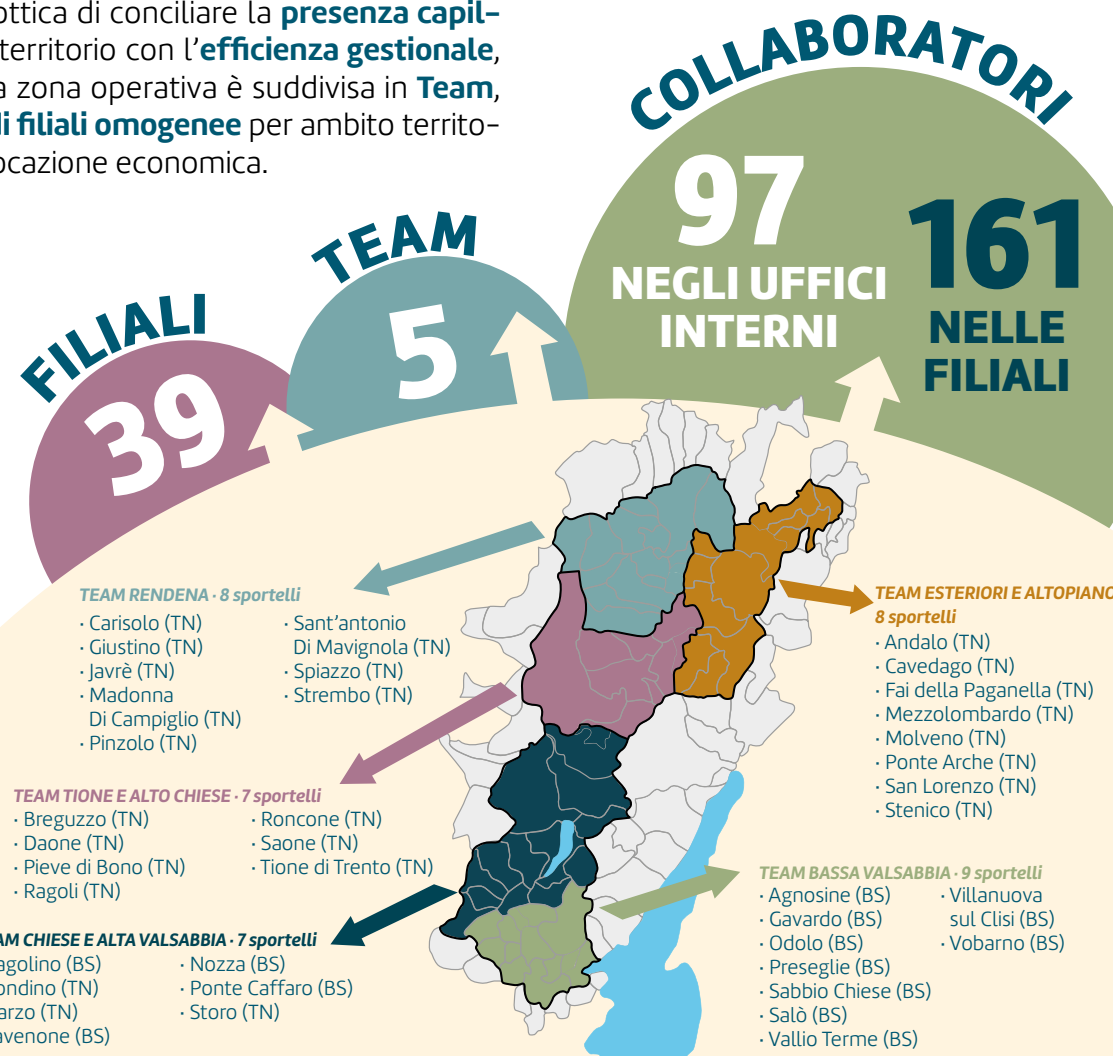 ottica di conciliare la presenza capil-
territorio con l'efficienza gestionale,
zona operativa è suddivisa in Team,
di filiali omogenee per ambito territo-
economica.
COLLABORATORI
97
NEGLI UFFICI
INTERNI
161
NELLE
FILIALI
TEAM
5
FILIALI
39
TEAM RENDENA · 8 sportelli
· Carisolo (TN)
· Giustino (TN)
· Javrè (TN)
· Madonna
Di Campiglio (TN)
· Pinzolo (TN)
· Sant'antonio
Di Mavignola (TN)
· Spiazzo (TN)
· Strembo (TN)
TEAM ESTERIORI E ALTOPIANO
8 sportelli
· Andalo (TN)
· Cavedago (TN)
· Fai della Paganella (TN)
· Mezzolombardo (TN)
· Molveno (TN)
· Ponte Arche (TN)
· San Lorenzo (TN)
· Stenico (TN)
TEAM TIONE E ALTO CHIESE · 7 sportelli
· Breguzzo (TN)
· Daone (TN)
· Pieve di Bono (TN)
· Ragoli (TN)
· Roncone (TN)
· Saone (TN)
· Tione di Trento (TN)
CHIESE E ALTA VALSABBIA · 7 sportelli
(BS)
(TN)
(TN)
(BS)
· Nozza (BS)
· Ponte Caffaro (BS)
· Storo (TN)
TEAM BASSA VALSABBIA · 9 sportelli
· Agnosine (BS)
· Gavardo (BS)
· Odolo (BS)
· Preseglie (BS)
· Sabbio Chiese (BS)
· Salò (BS)
· Vallio Terme (BS)
· Villanuova
sul Clisi (BS)
· Vobarno (BS)